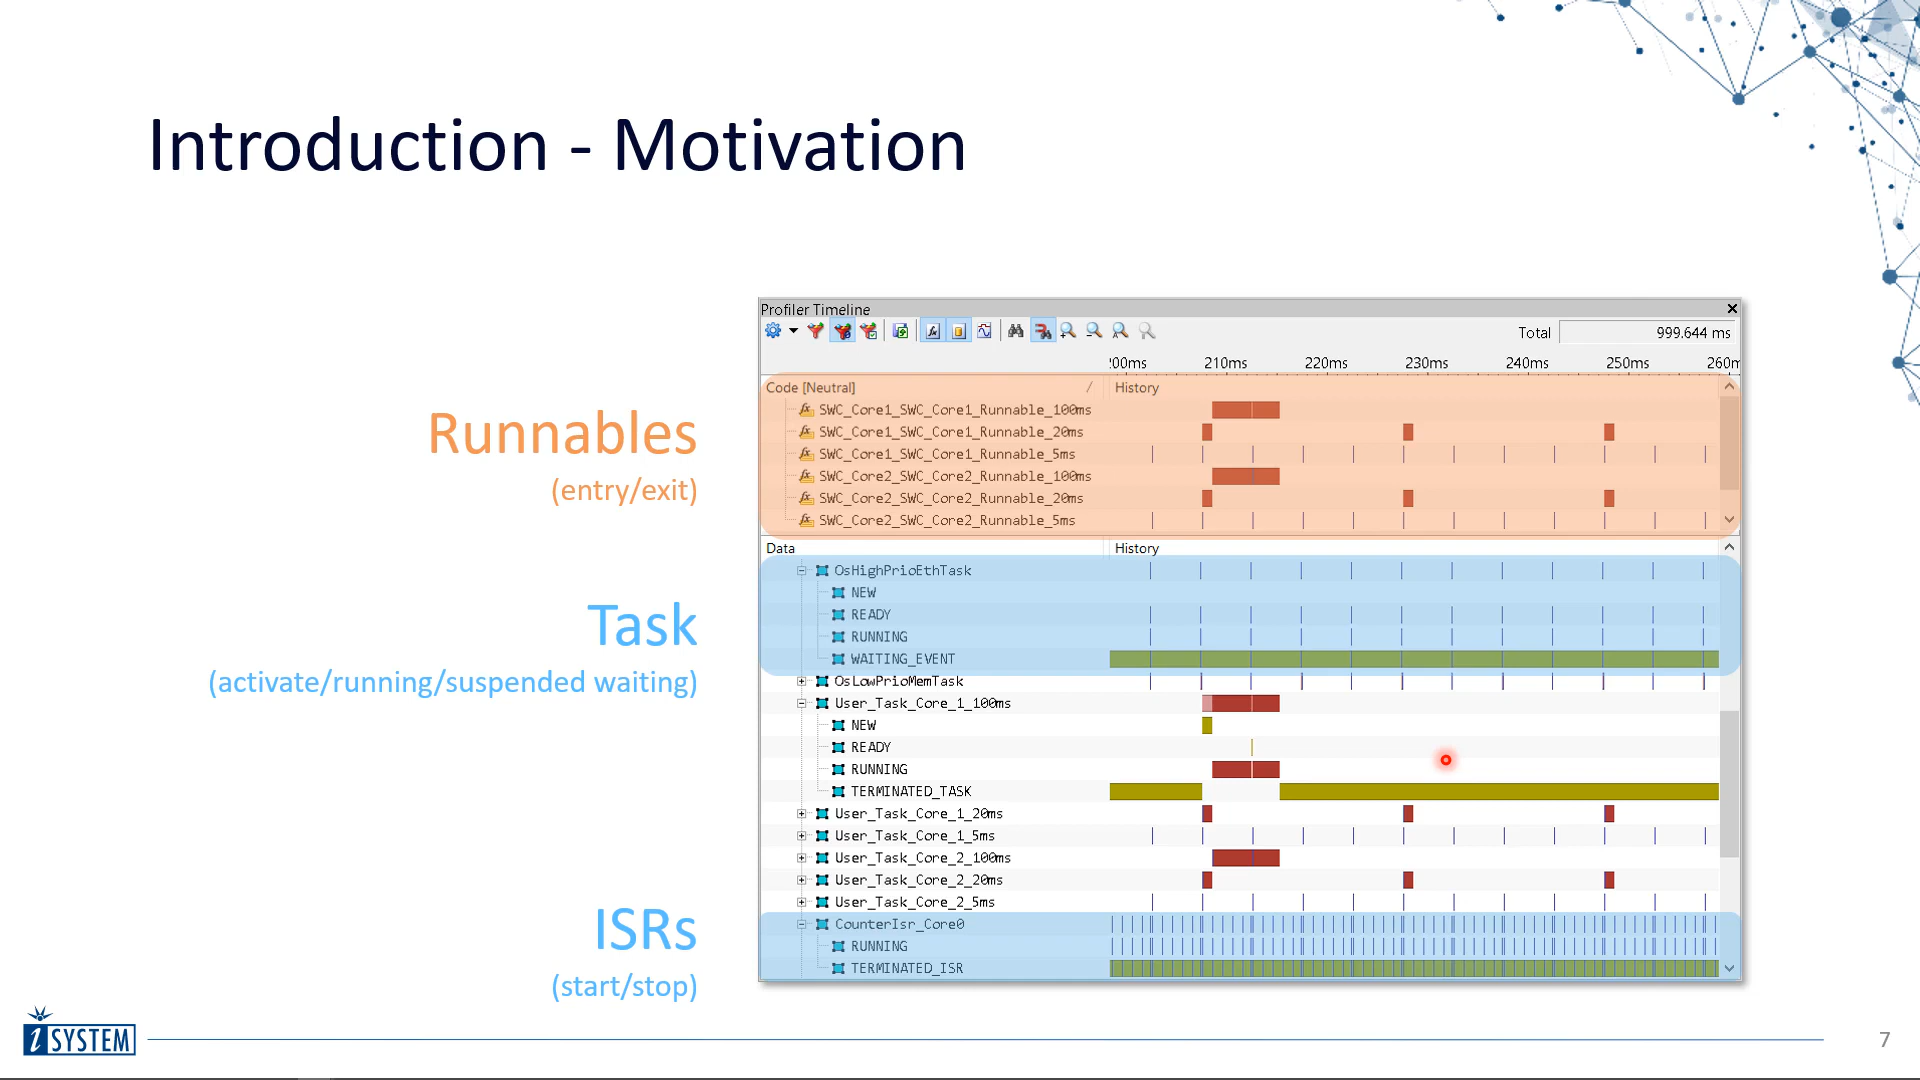 Introduction - Motivation
Profiler Timeline
Total 999.644 ms
200ms 210ms 220ms 230ms 240ms 250ms 260m
Code [Neutral] / History
SWC_Core1_SWC_Core1_Runnable_100ms
SWC_Core1_SWC_Core1_Runnable_20ms
SWC_Core1_SWC_Core1_Runnable_5ms
SWC_Core2_SWC_Core2_Runnable_100ms
SWC_Core2_SWC_Core2_Runnable_20ms
SWC_Core2_SWC_Core2_Runnable_5ms
Runnables
(entry/exit)
Data History
OsHighPrioEthTask
NEW
READY
RUNNING
WAITING_EVENT
Task
(activate/running/suspended waiting)
OsLowPrioMemTask
User_Task_Core_1_100ms
NEW
READY
RUNNING
TERMINATED_TASK
User_Task_Core_1_20ms
User_Task_Core_1_5ms
User_Task_Core_2_100ms
User_Task_Core_2_20ms
User_Task_Core_2_5ms
CounterIsr_Core0
RUNNING
TERMINATED_ISR
ISRs
(start/stop)
iSYSTEM
7